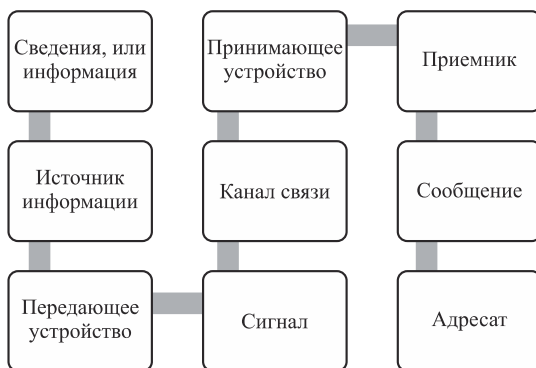 Сведения, или
информация
Источник
информации
Передающее
устройство
Сигнал
Канал связи
Принимающее
устройство
Приемник
Сообщение
Адресат